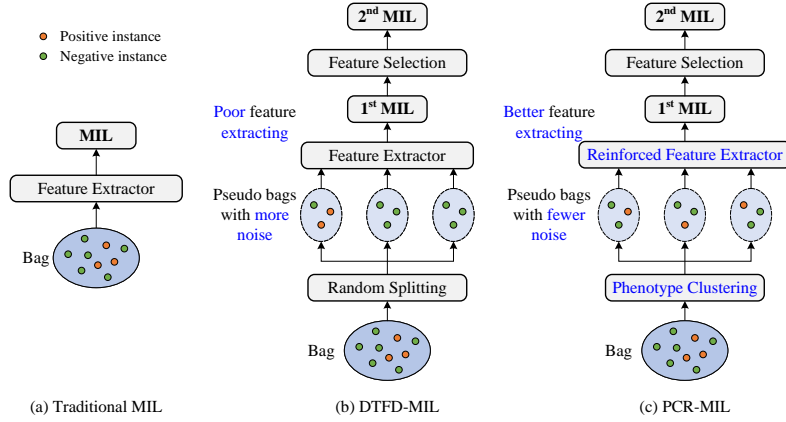 Positive instance
Negative instance
MIL
Feature Extractor
Bag
(a) Traditional MIL
2nd MIL
Feature Selection
1st MIL
Poor feature
extracting
Feature Extractor
Pseudo bags
with more
noise
Random Splitting
Bag
(b) DTFD-MIL
2nd MIL
Feature Selection
1st MIL
Better feature
extracting
Reinforced Feature Extractor
Pseudo bags
with fewer
noise
Phenotype Clustering
Bag
(c) PCR-MIL